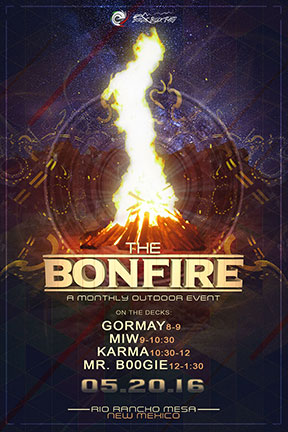 THE
BONFIRE
A MONTHLY OUTDOOR EVENT
ON THE DECKS:
GORMAY 8-9
MIW 9-10:30
KARMA 10:30-12
MR. B00GIE 12-1:30
05.20.16
RIO RANCHO MESA
NEW MEXICO